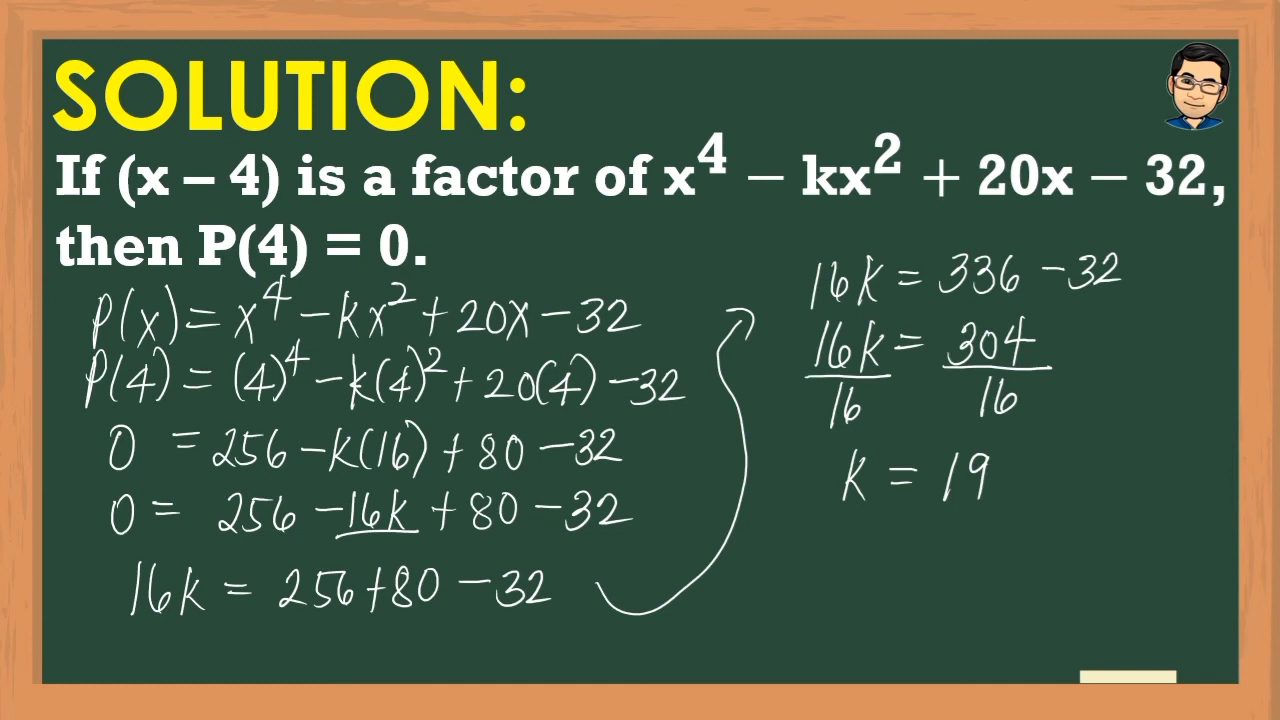 SOLUTION:
If (x – 4) is a factor of x⁴ − kx² + 20x − 32,
then P(4) = 0.
P(x) = x⁴ − kx² + 20x − 32
P(4) = (4)⁴ − k(4)² + 20(4) − 32
0 = 256 − k(16) + 80 − 32
0 = 256 − 16k + 80 − 32
16k = 256 + 80 − 32
16k = 336 − 32
16k = 304
16 16
k = 19